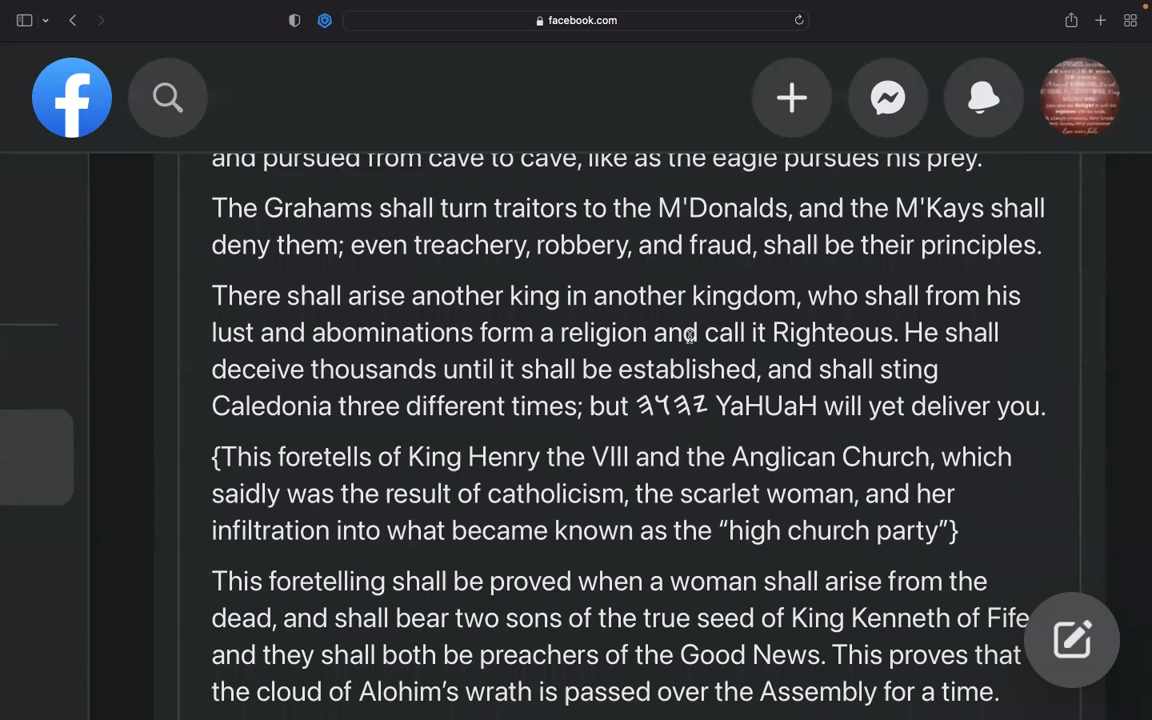 facebook.com
and pursued from cave to cave, like as the eagle pursues his prey.
The Grahams shall turn traitors to the M'Donalds, and the M'Kays shall
deny them; even treachery, robbery, and fraud, shall be their principles.
There shall arise another king in another kingdom, who shall from his
lust and abominations form a religion and call it Righteous. He shall
deceive thousands until it shall be established, and shall sting
Caledonia three different times; but 𐤉𐤄𐤅𐤄 YaHUaH will yet deliver you.
{This foretells of King Henry the VIII and the Anglican Church, which
saidly was the result of catholicism, the scarlet woman, and her
infiltration into what became known as the “high church party”}
This foretelling shall be proved when a woman shall arise from the
dead, and shall bear two sons of the true seed of King Kenneth of Fife
and they shall both be preachers of the Good News. This proves that
the cloud of Alohim’s wrath is passed over the Assembly for a time.